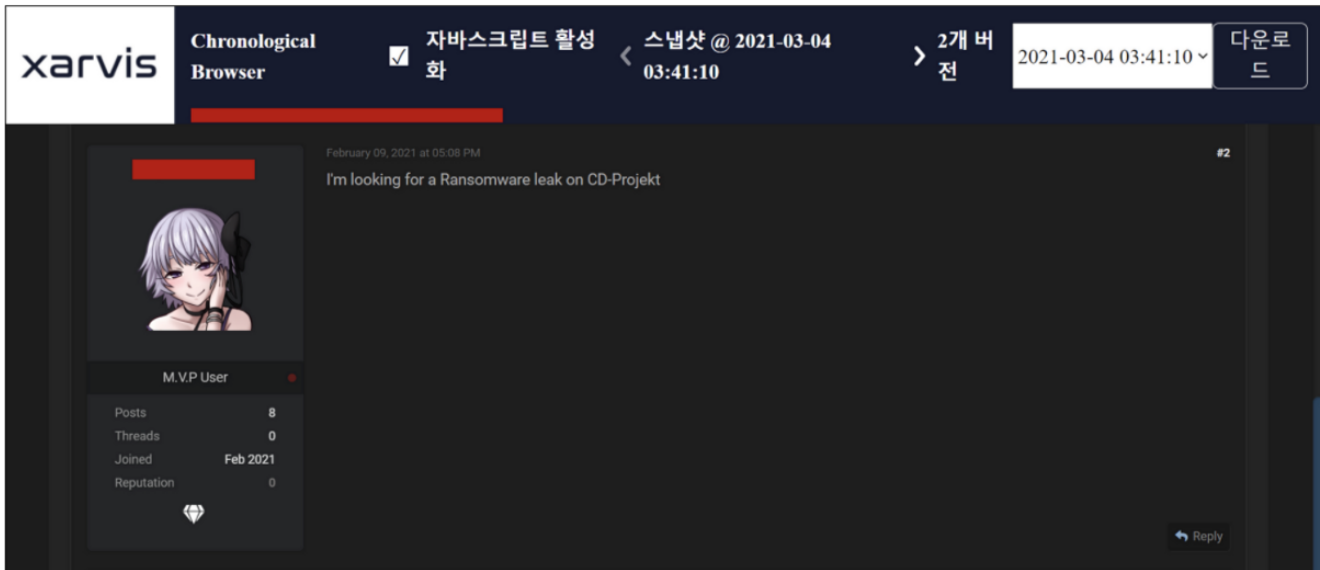 xarvis
Chronological
Browser
자바스크립트 활성
화
스냅샷 @ 2021-03-04
03:41:10
2개 버
전
2021-03-04 03:41:10
다운로
드
February 09, 2021 at 05:08 PM
#2
I'm looking for a Ransomware leak on CD-Projekt
M.V.P User
Posts 8
Threads 0
Joined Feb 2021
Reputation 0
Reply